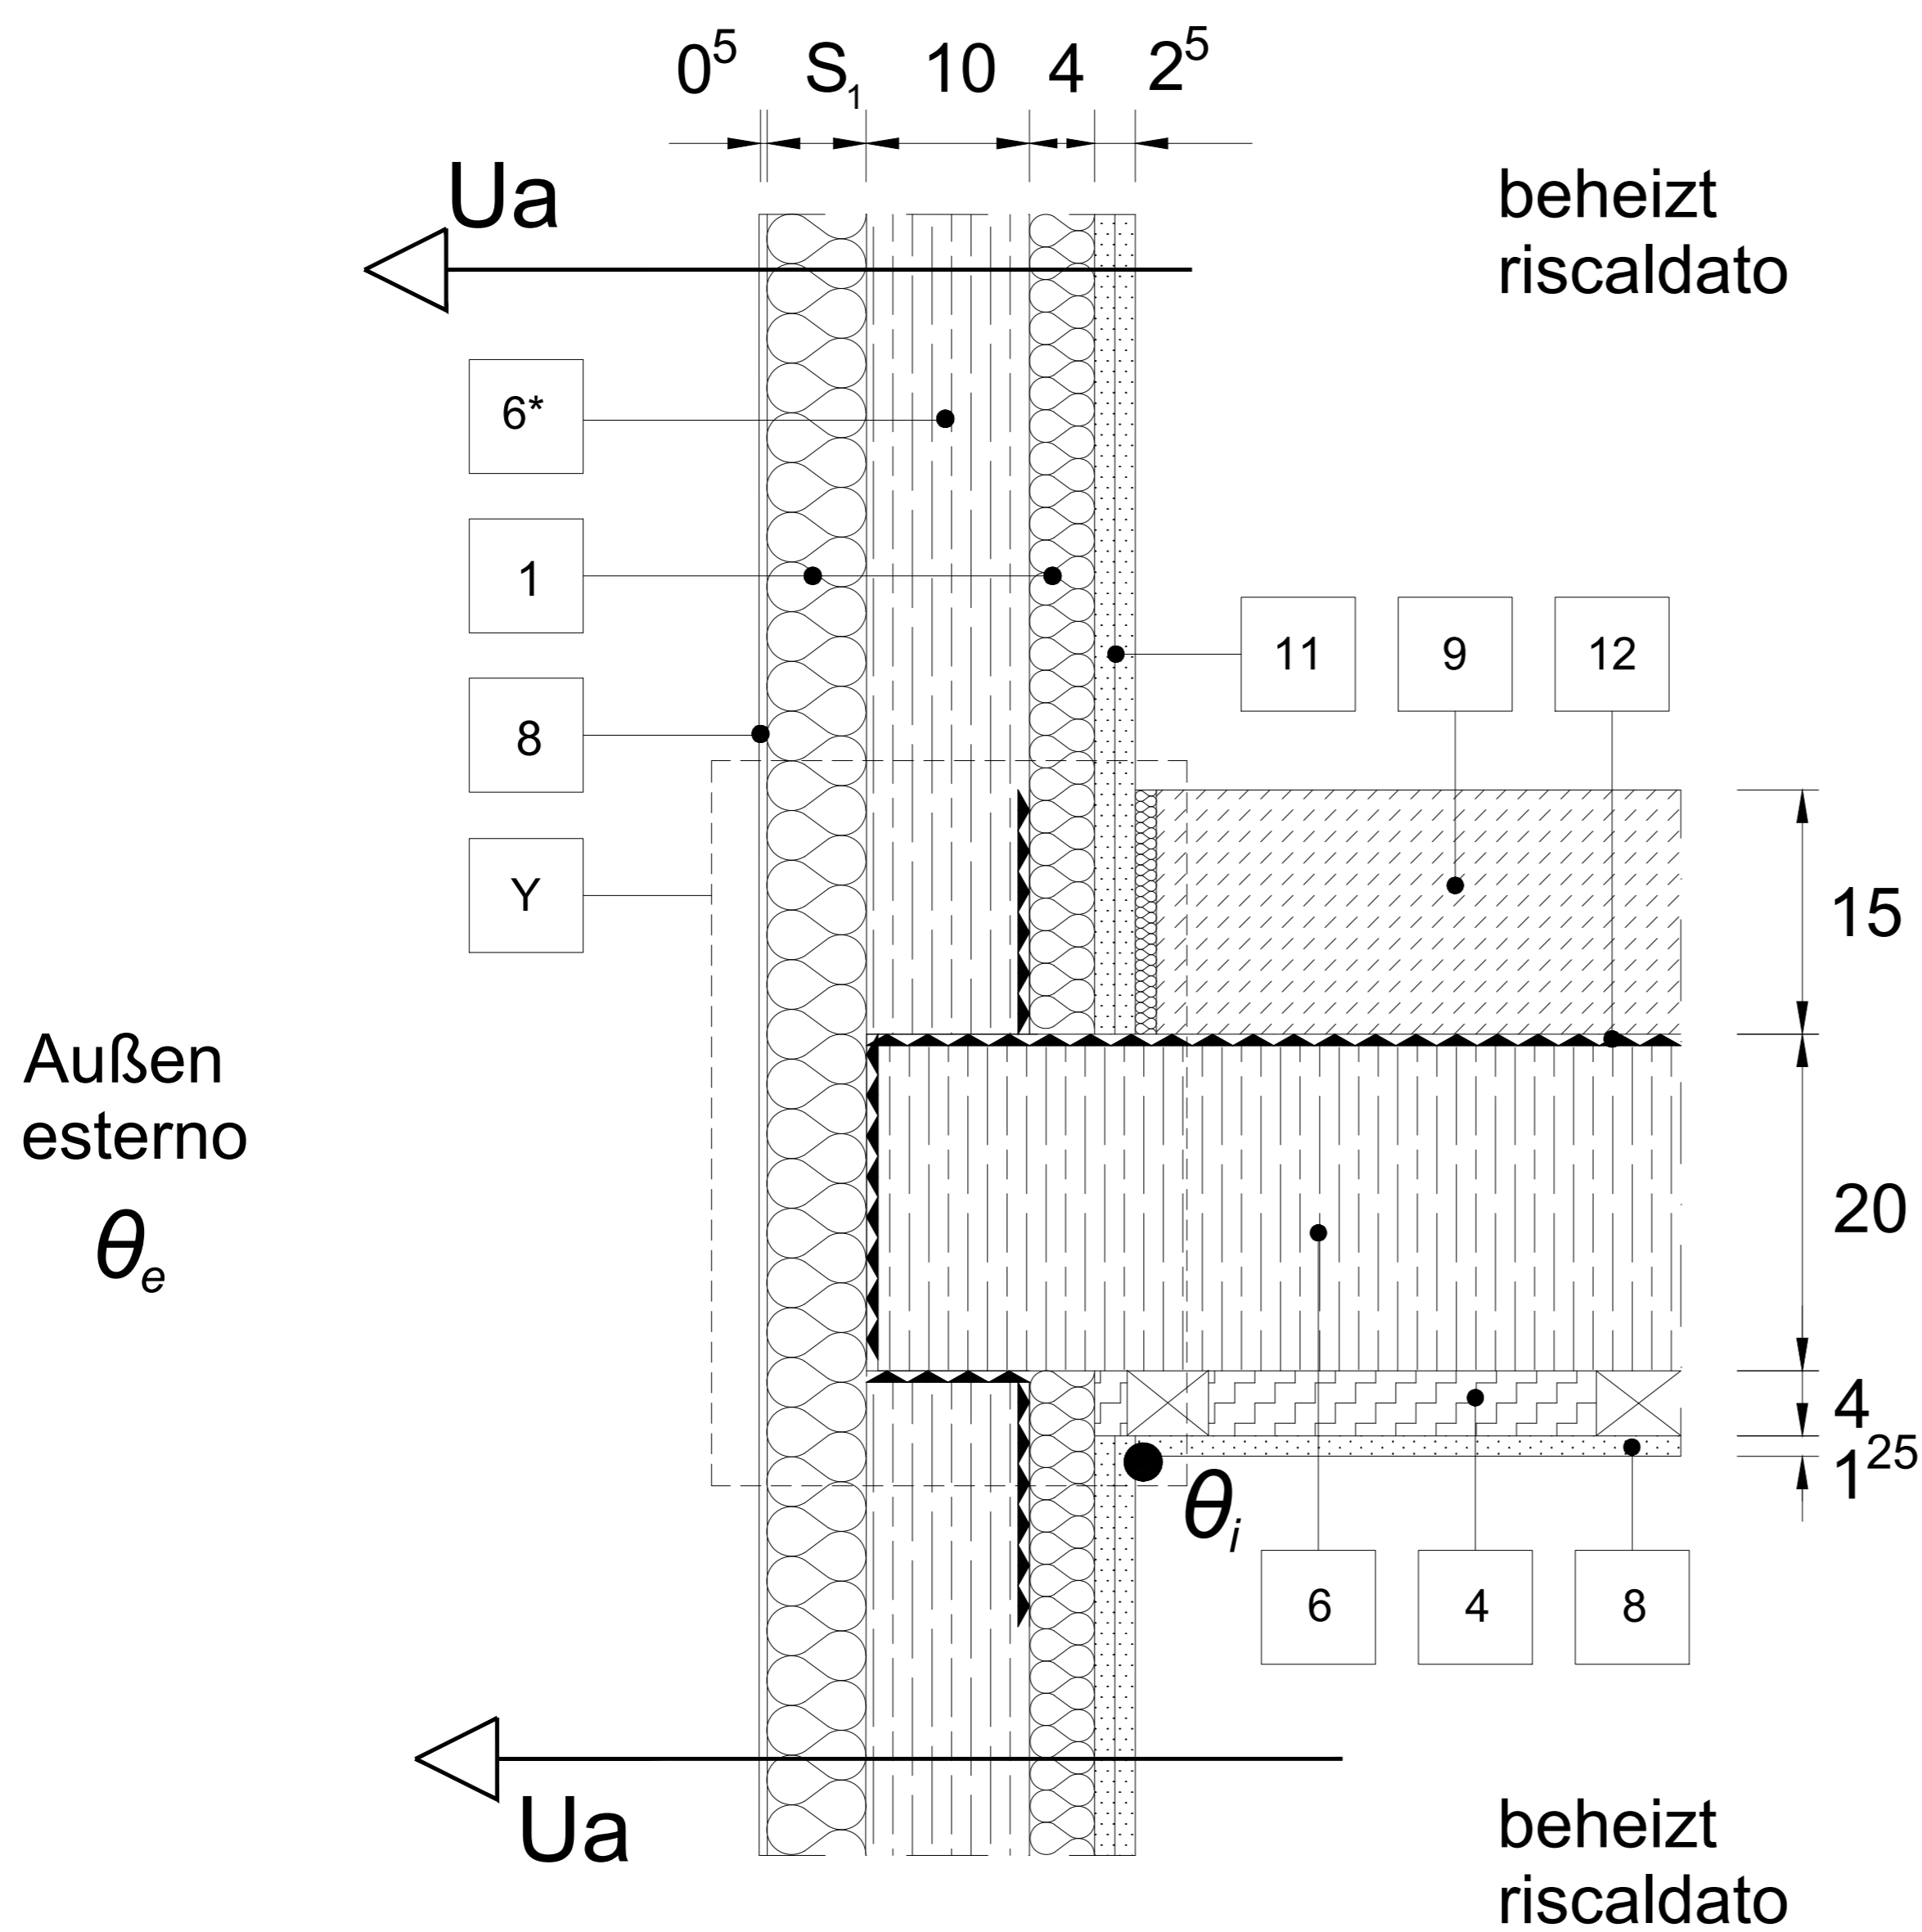 0⁵ S₁ 10 4 2⁵
Ua
beheizt
riscaldato
6*
1
8
Y
11 9 12
15
Außen
esterno
θe
20
4
1²⁵
θi
6 4 8
Ua
beheizt
riscaldato